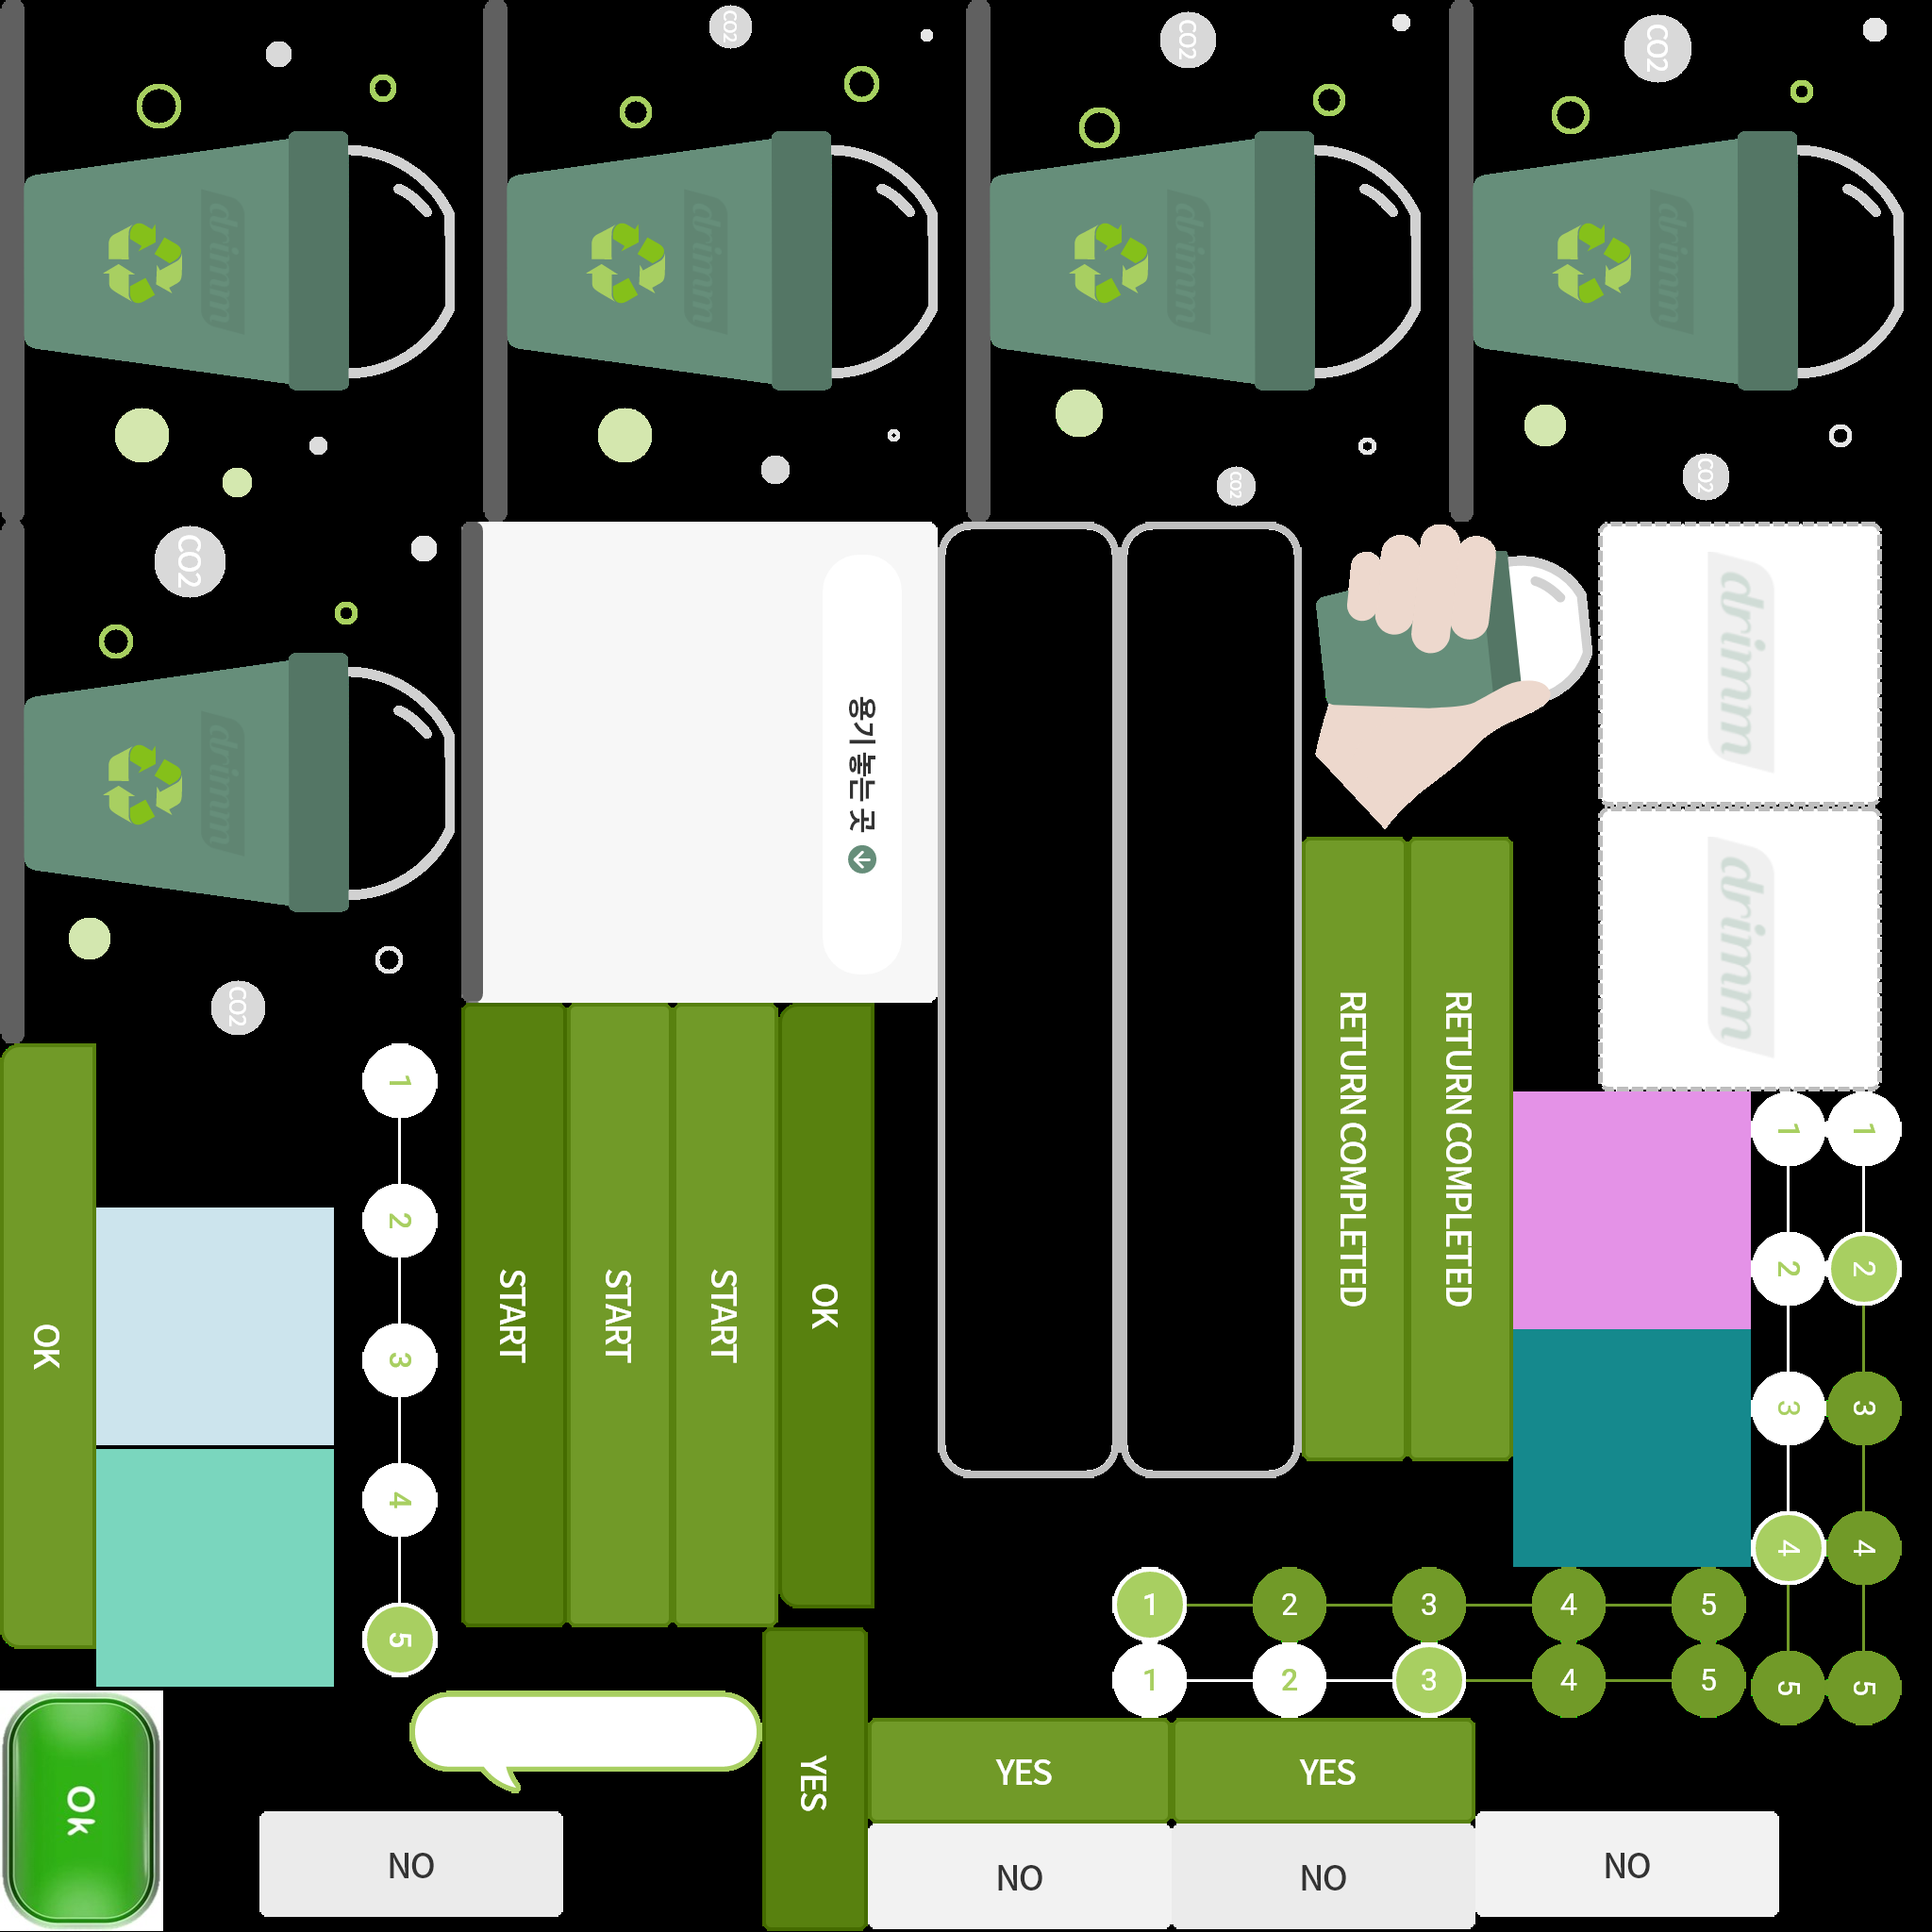 CO2
CO2
CO2
drimm
drimm
drimm
drimm
CO2
CO2
CO2
drimm
CO2
용기 놓는 곳
drimm
drimm
RETURN COMPLETED
RETURN COMPLETED
OK
1
2
3
4
5
START
START
START
OK
1
2
3
4
5
1
2
3
4
5
1 2 3 4 5
1 2 3 4 5
YES
YES
YES
Ok
NO
NO
NO
NO